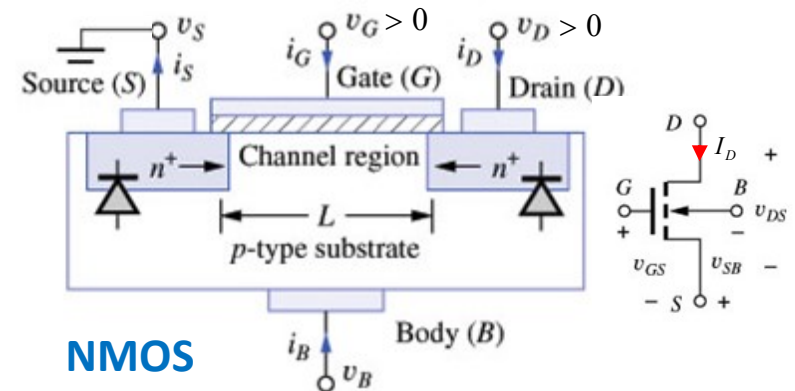 v_S
v_G > 0
v_D > 0
i_S
i_G
i_D
Source (S)
Gate (G)
Drain (D)
n+
Channel region
n+
L
p-type substrate
Body (B)
i_B
v_B
NMOS
D
I_D
+
G
B
v_DS
+
−
v_GS
v_SB
−
− S +